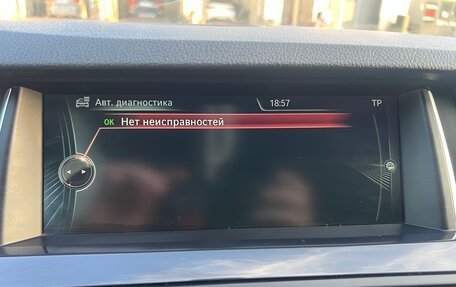 Авт. диагностика 18:57 TP
OK Нет неисправностей